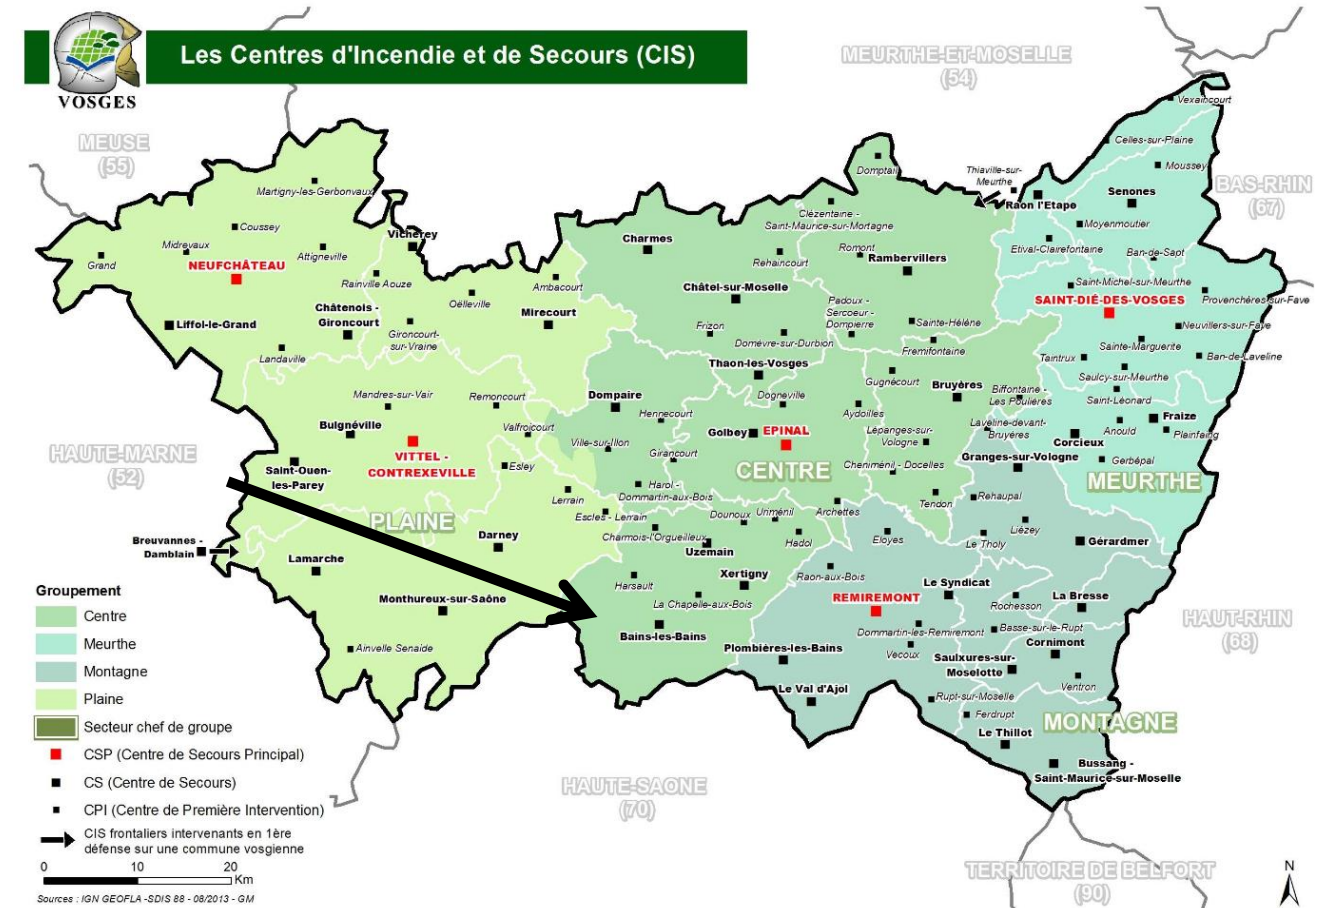 Les Centres d'Incendie et de Secours (CIS)
VOSGES
MEURTHE-ET-MOSELLE
(54)
MEUSE
(55)
BAS-RHIN
(67)
HAUTE-MARNE
(52)
HAUT-RHIN
(68)
HAUTE-SAONE
(70)
TERRITOIRE DE BELFORT
(90)
Vexaincourt
Celles-sur-Plaine
Moussey
Senones
Thiaville-sur-
Meurthe
Raon l'Etape
Moyenmoutier
Etival-Clairefontaine
Ban-de-Sapt
Saint-Michel-sur-Meurthe
SAINT-DIÉ-DES-VOSGES
Provenchères-sur-Fave
Neuvillers-sur-Fave
Sainte-Marguerite
Taintrux
Ban-de-Laveline
Saulcy-sur-Meurthe
Saint-Léonard
Fraize
Anould
Plainfaing
Corcieux
Gerbépal
MEURTHE
Domptail
Clézentaine -
Saint-Maurice-sur-Mortagne
Charmes
Rehaincourt
Romont
Rambervillers
Châtel-sur-Moselle
Padoux -
Sercoeur -
Dompierre
Sainte-Hélène
Frizon
Domèvre-sur-Durbion
Fremifontaine
Thaon-les-Vosges
Gugnécourt
Bruyères
Biffontaine -
Les Poulières
Dompaire
Dogneville
Hennecourt
Aydoilles
Golbey
EPINAL
Lépanges-sur-
Vologne
Laveline-devant-
Bruyères
Ville-sur-Illon
Girancourt
CENTRE
Cheniménil - Docelles
Granges-sur-Vologne
Harol -
Dommartin-aux-Bois
Tendon
Rehaupal
Escles - Lerrain
Dounoux
Uriménil
Archettes
Charmois-l'Orgueilleux
Uzemain
Hadol
Eloyes
Le Tholy
Liézey
Gérardmer
Harsault
Xertigny
Raon-aux-Bois
Le Syndicat
La Chapelle-aux-Bois
REMIREMONT
Rochesson
La Bresse
Bains-les-Bains
Dommartin-les-Remiremont
Basse-sur-le-Rupt
Plombières-les-Bains
Vecoux
Cornimont
Saulxures-sur-
Moselotte
Ventron
Le Val d'Ajol
Rupt-sur-Moselle
Ferdrupt
MONTAGNE
Le Thillot
Bussang -
Saint-Maurice-sur-Moselle
Martigny-les-Gerbonvaux
Coussey
Vicherey
Midrevaux
Attigneville
Grand
NEUFCHÂTEAU
Rainville Aouze
Ambacourt
Oëlleville
Châtenois -
Gironcourt
Mirecourt
Liffol-le-Grand
Gironcourt-
sur-Vraine
Landaville
Mandres-sur-Vair
Remoncourt
Bulgnéville
Valfroicourt
VITTEL -
CONTREXEVILLE
Saint-Ouen-
les-Parey
Esley
Lerrain
PLAINE
Breuvannes -
Damblain
Darney
Lamarche
Monthureux-sur-Saône
Ainvelle Senaide
Groupement
Centre
Meurthe
Montagne
Plaine
Secteur chef de groupe
CSP (Centre de Secours Principal)
CS (Centre de Secours)
CPI (Centre de Première Intervention)
CIS frontaliers intervenants en 1ère
défense sur une commune vosgienne
0 10 20
Km
Sources : IGN GEOFLA -SDIS 88 - 08/2013 - GM
N